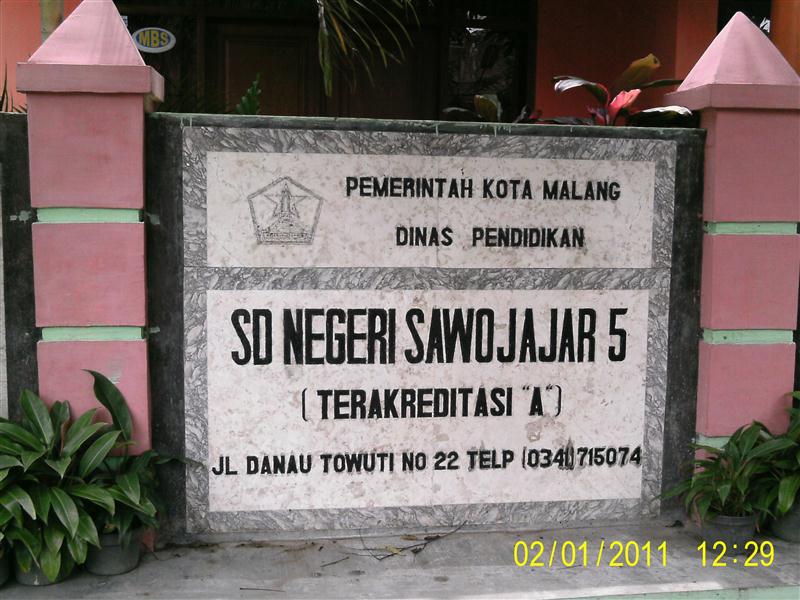 MBS
PEMERINTAH KOTA MALANG
DINAS PENDIDIKAN
SD NEGERI SAWOJAJAR 5
( TERAKREDITASI "A" )
JL DANAU TOWUTI NO 22 TELP (0341)715074
02/01/2011 12:29